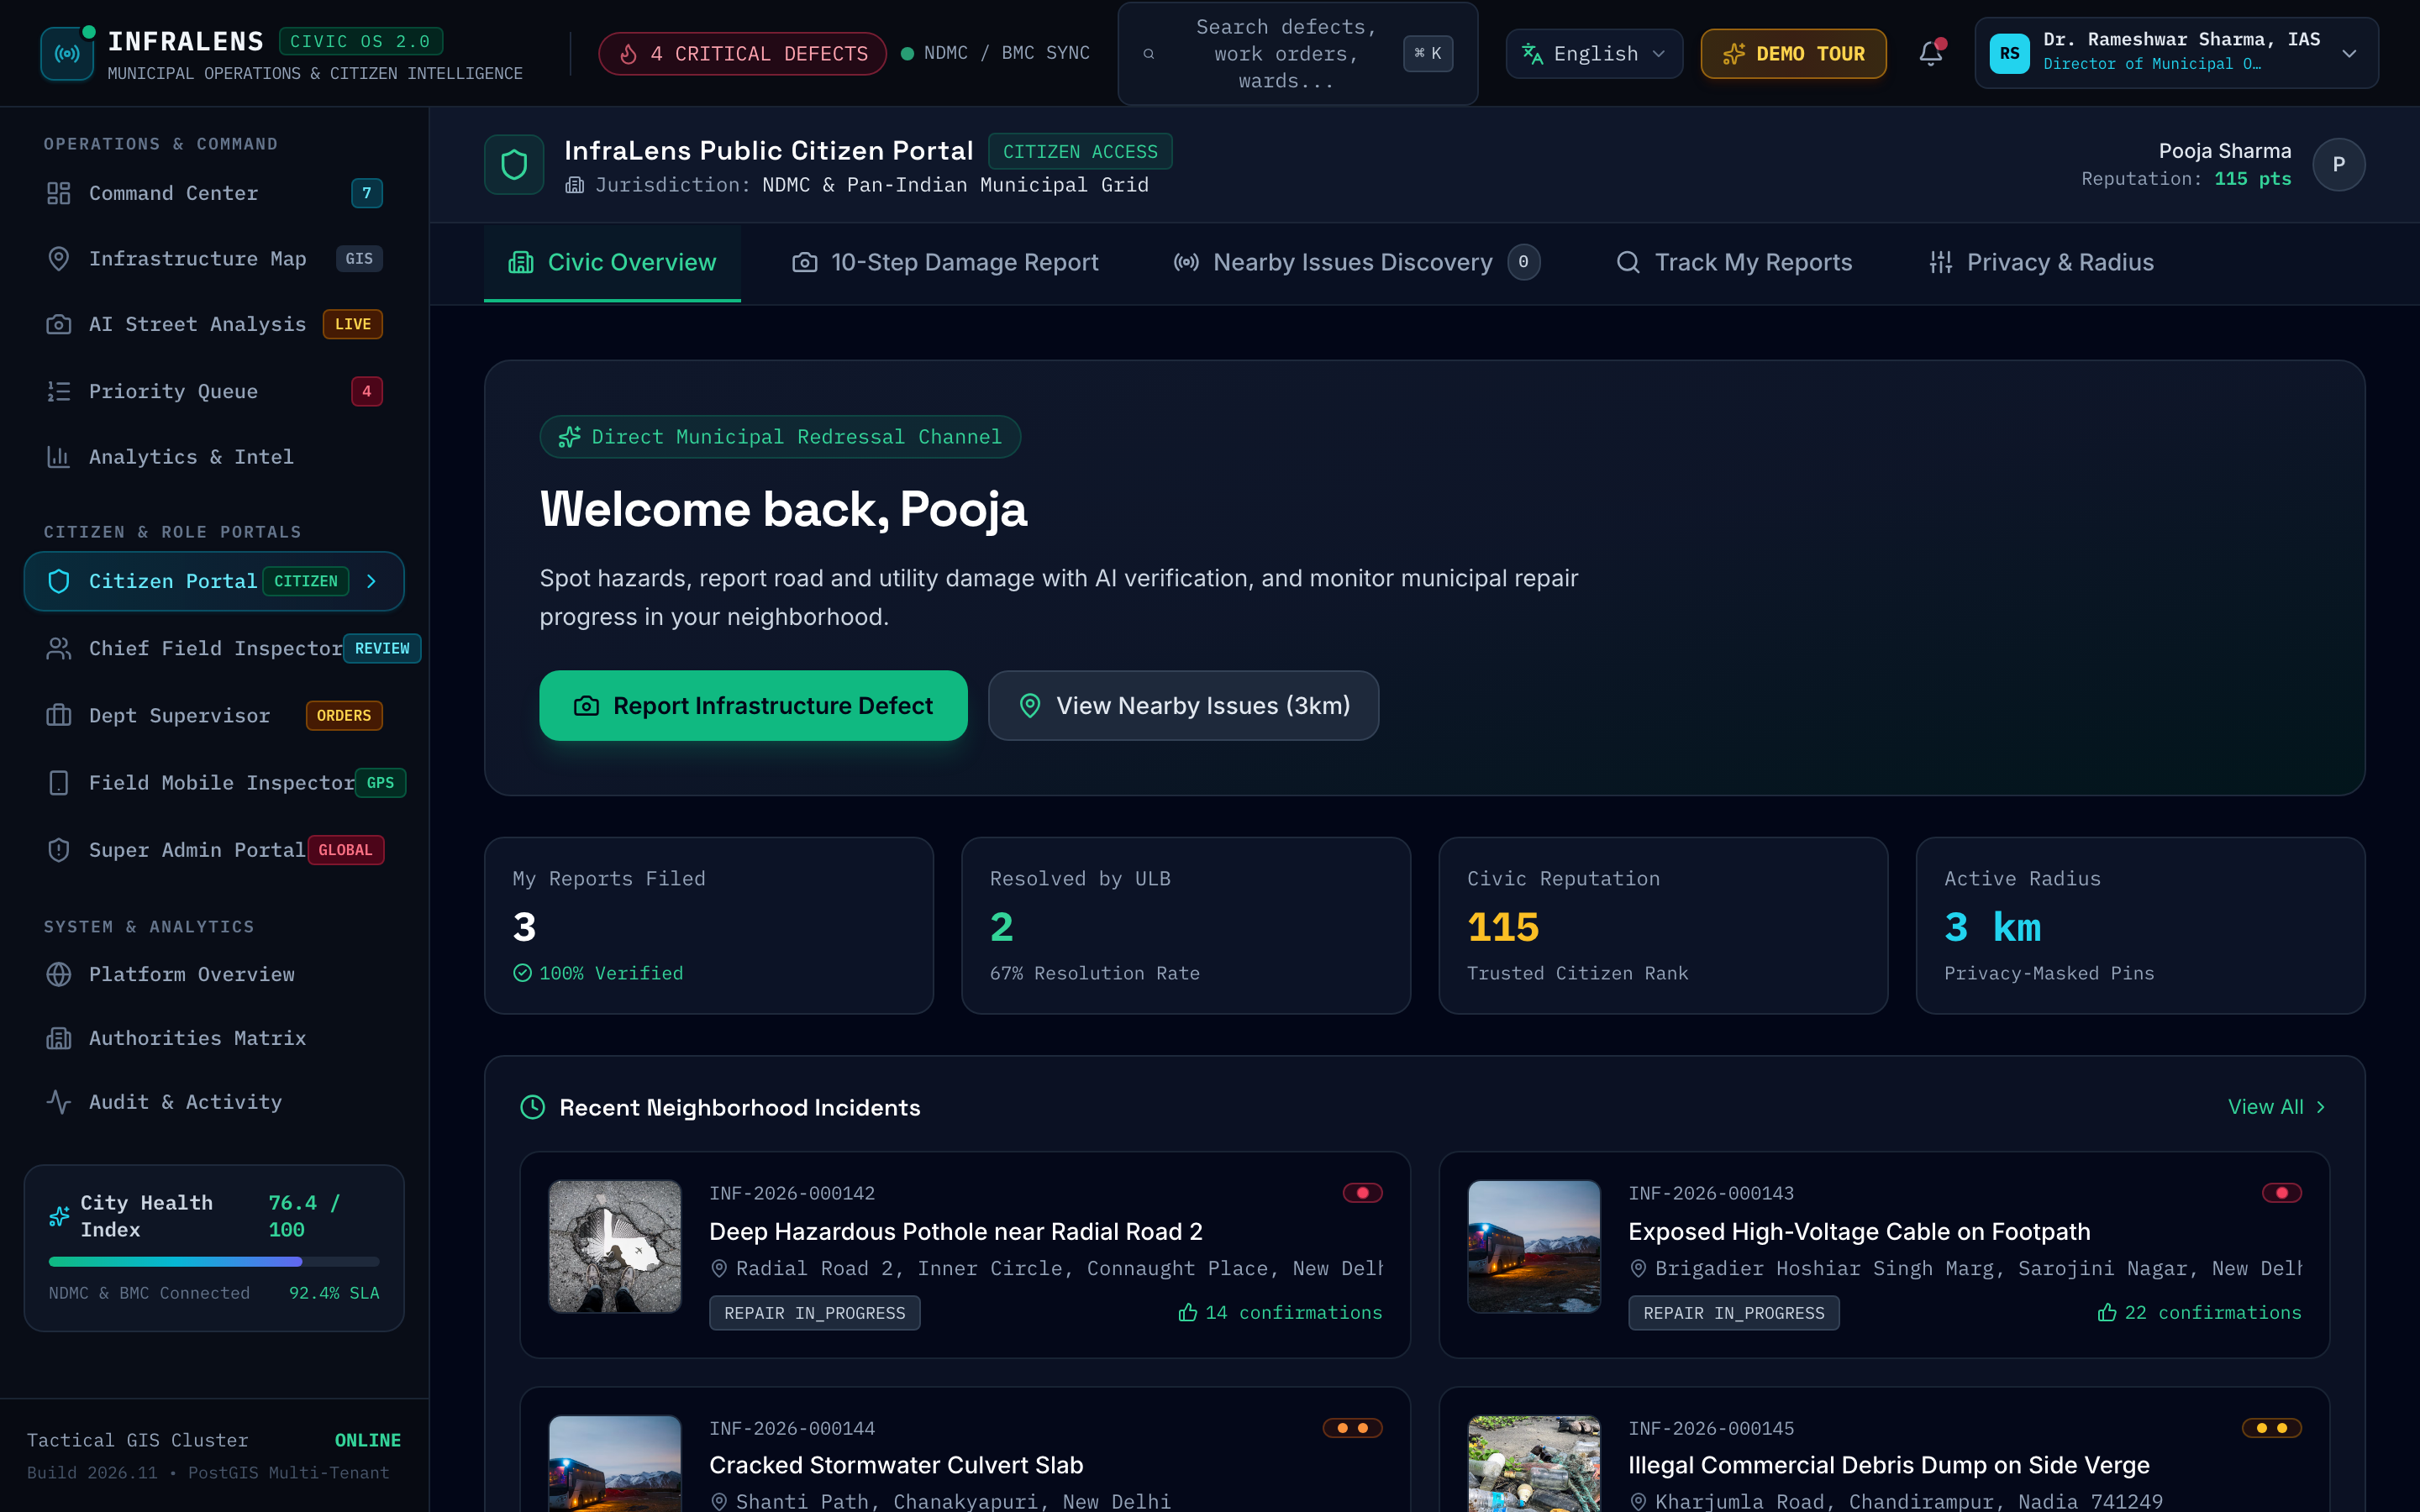 INFRALENS CIVIC OS 2.0
MUNICIPAL OPERATIONS & CITIZEN INTELLIGENCE
4 CRITICAL DEFECTS
NDMC / BMC SYNC
Search defects,
work orders,
wards...
⌘ K
English
DEMO TOUR
RS
Dr. Rameshwar Sharma, IAS
Director of Municipal O…
OPERATIONS & COMMAND
Command Center 7
Infrastructure Map GIS
AI Street Analysis LIVE
Priority Queue 4
Analytics & Intel
CITIZEN & ROLE PORTALS
Citizen Portal CITIZEN
Chief Field Inspector REVIEW
Dept Supervisor ORDERS
Field Mobile Inspector GPS
Super Admin Portal GLOBAL
SYSTEM & ANALYTICS
Platform Overview
Authorities Matrix
Audit & Activity
City Health
Index
76.4 /
100
NDMC & BMC Connected 92.4% SLA
Tactical GIS Cluster ONLINE
Build 2026.11 • PostGIS Multi-Tenant
InfraLens Public Citizen Portal CITIZEN ACCESS
Jurisdiction: NDMC & Pan-Indian Municipal Grid
Pooja Sharma
Reputation: 115 pts
P
Civic Overview
10-Step Damage Report
Nearby Issues Discovery 0
Track My Reports
Privacy & Radius
Direct Municipal Redressal Channel
Welcome back, Pooja
Spot hazards, report road and utility damage with AI verification, and monitor municipal repair
progress in your neighborhood.
Report Infrastructure Defect
View Nearby Issues (3km)
My Reports Filed
3
100% Verified
Resolved by ULB
2
67% Resolution Rate
Civic Reputation
115
Trusted Citizen Rank
Active Radius
3 km
Privacy-Masked Pins
Recent Neighborhood Incidents
View All
INF-2026-000142
Deep Hazardous Pothole near Radial Road 2
Radial Road 2, Inner Circle, Connaught Place, New Delh
REPAIR IN_PROGRESS
14 confirmations
INF-2026-000143
Exposed High-Voltage Cable on Footpath
Brigadier Hoshiar Singh Marg, Sarojini Nagar, New Delh
REPAIR IN_PROGRESS
22 confirmations
INF-2026-000144
Cracked Stormwater Culvert Slab
Shanti Path, Chanakyapuri, New Delhi
INF-2026-000145
Illegal Commercial Debris Dump on Side Verge
Kharjumla Road, Chandirampur, Nadia 741249